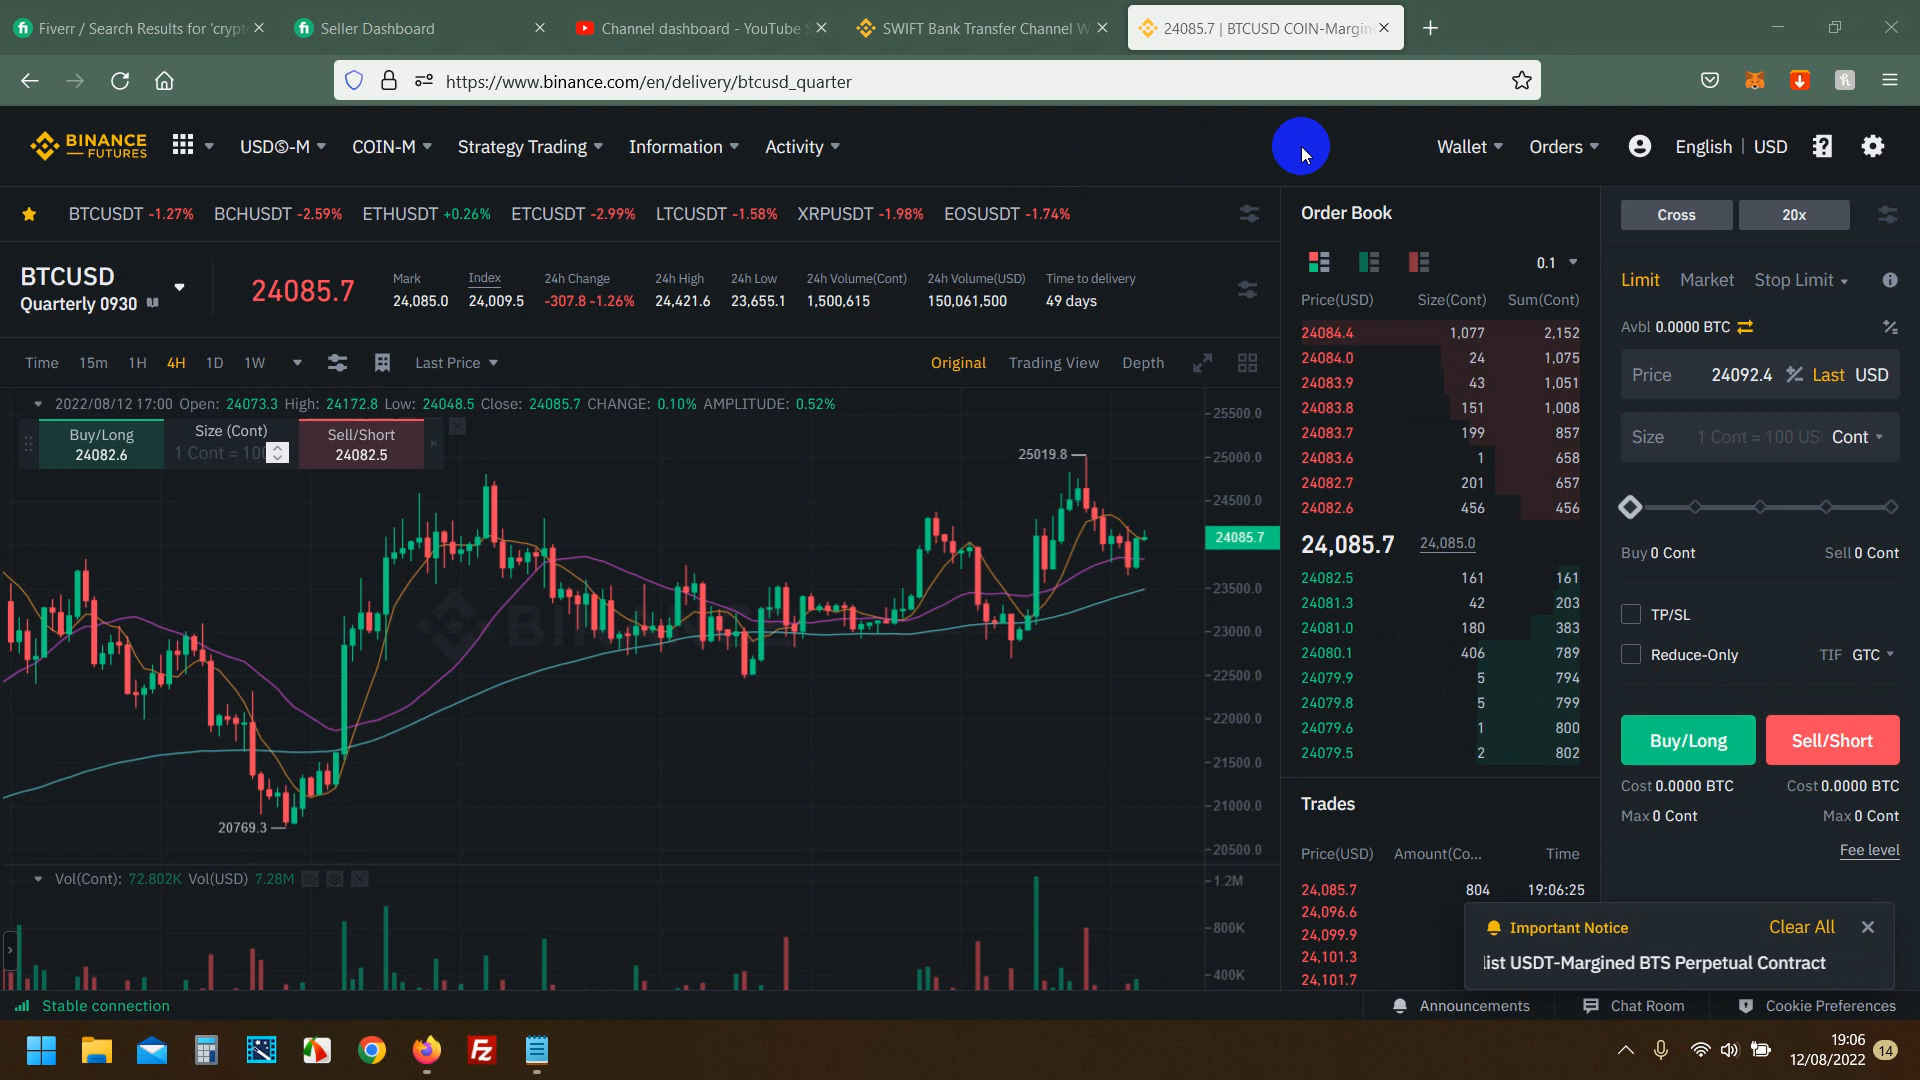 Fiverr / Search Results for 'crypt
Seller Dashboard
Channel dashboard - YouTube S
SWIFT Bank Transfer Channel W
24085.7 | BTCUSD COIN-Margin
https://www.binance.com/en/delivery/btcusd_quarter
BINANCE
FUTURES
USDⓈ-M
COIN-M
Strategy Trading
Information
Activity
Wallet
Orders
English | USD
BTCUSDT -1.27% BCHUSDT -2.59% ETHUSDT +0.26% ETCUSDT -2.99% LTCUSDT -1.58% XRPUSDT -1.98% EOSUSDT -1.74%
BTCUSD
Quarterly 0930
24085.7
Mark
24,085.0
Index
24,009.5
24h Change
-307.8 -1.26%
24h High
24,421.6
24h Low
23,655.1
24h Volume(Cont)
1,500,615
24h Volume(USD)
150,061,500
Time to delivery
49 days
Time 15m 1H 4H 1D 1W
Last Price
Original Trading View Depth
2022/08/12 17:00 Open: 24073.3 High: 24172.8 Low: 24048.5 Close: 24085.7 CHANGE: 0.10% AMPLITUDE: 0.52%
Buy/Long
24082.6
Size (Cont)
1 Cont = 100
Sell/Short
24082.5
25019.8
20769.3
25500.0
25000.0
24500.0
24085.7
23500.0
23000.0
22500.0
22000.0
21500.0
21000.0
20500.0
Vol(Cont): 72.802K Vol(USD) 7.28M
1.2M
800K
400K
Order Book
0.1
Price(USD) Size(Cont) Sum(Cont)
24084.4 1,077 2,152
24084.0 24 1,075
24083.9 43 1,051
24083.8 151 1,008
24083.7 199 857
24083.6 1 658
24082.7 201 657
24082.6 456 456
24,085.7 24,085.0
24082.5 161 161
24081.3 42 203
24081.0 180 383
24080.1 406 789
24079.9 5 794
24079.8 5 799
24079.6 1 800
24079.5 2 802
Trades
Price(USD) Amount(Co... Time
24,085.7 804 19:06:25
24,096.6
24,099.9
24,101.3
24,101.7
Cross
20x
Limit Market Stop Limit
Avbl 0.0000 BTC
Price 24092.4 Last USD
Size 1 Cont = 100 US Cont
Buy 0 Cont Sell 0 Cont
TP/SL
Reduce-Only TIF GTC
Buy/Long
Sell/Short
Cost 0.0000 BTC Cost 0.0000 BTC
Max 0 Cont Max 0 Cont
Fee level
Important Notice
Clear All
list USDT-Margined BTS Perpetual Contract
Stable connection
Announcements
Chat Room
Cookie Preferences
19:06
12/08/2022
14